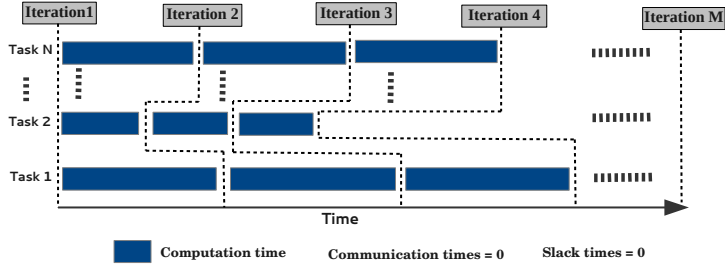 Iteration1 Iteration 2 Iteration 3 Iteration 4 Iteration M
Task N
Task 2
Task 1
Time
Computation time Communication times = 0 Slack times = 0